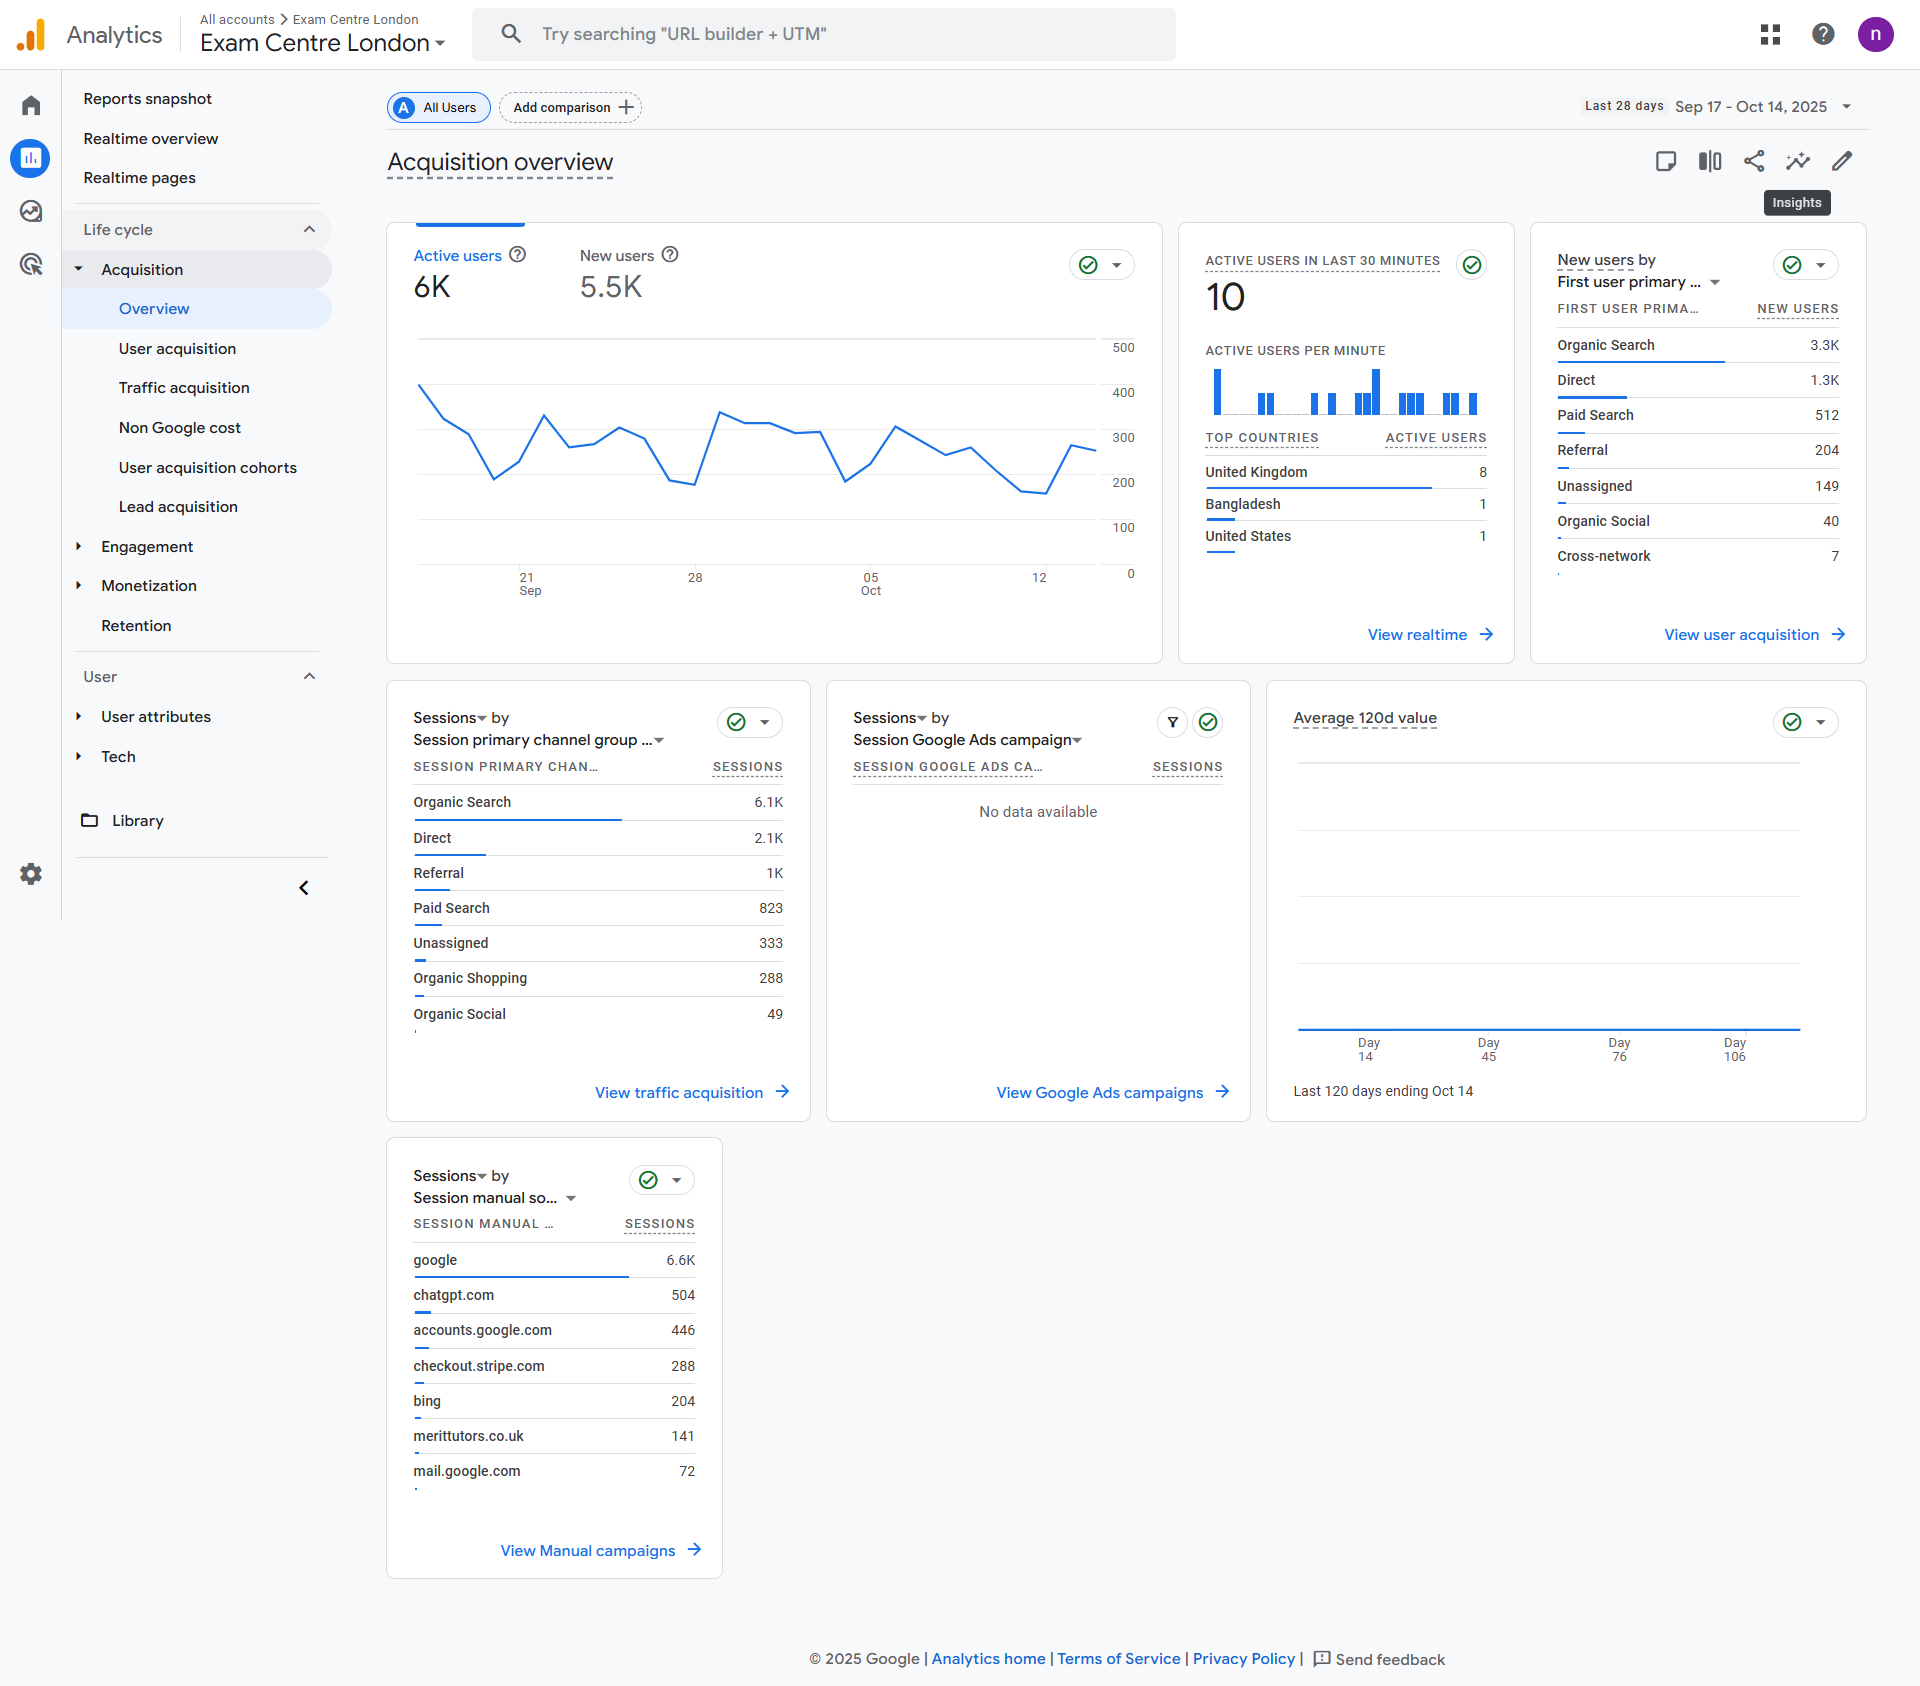 Analytics
All accounts > Exam Centre London
Exam Centre London
Try searching "URL builder + UTM"
n
Reports snapshot
Realtime overview
Realtime pages
Life cycle
Acquisition
Overview
User acquisition
Traffic acquisition
Non Google cost
User acquisition cohorts
Lead acquisition
Engagement
Monetization
Retention
User
User attributes
Tech
Library
A All Users
Add comparison +
Last 28 days Sep 17 - Oct 14, 2025
Acquisition overview
Insights
Active users
6K
New users
5.5K
500
400
300
200
100
0
21
Sep
28
05
Oct
12
ACTIVE USERS IN LAST 30 MINUTES
10
ACTIVE USERS PER MINUTE
TOP COUNTRIES ACTIVE USERS
United Kingdom 8
Bangladesh 1
United States 1
View realtime
New users by
First user primary ...
FIRST USER PRIMA... NEW USERS
Organic Search 3.3K
Direct 1.3K
Paid Search 512
Referral 204
Unassigned 149
Organic Social 40
Cross-network 7
View user acquisition
Sessions by
Session primary channel group ...
SESSION PRIMARY CHAN... SESSIONS
Organic Search 6.1K
Direct 2.1K
Referral 1K
Paid Search 823
Unassigned 333
Organic Shopping 288
Organic Social 49
View traffic acquisition
Sessions by
Session Google Ads campaign
SESSION GOOGLE ADS CA... SESSIONS
No data available
View Google Ads campaigns
Average 120d value
Day
14
Day
45
Day
76
Day
106
Last 120 days ending Oct 14
Sessions by
Session manual so...
SESSION MANUAL ... SESSIONS
google 6.6K
chatgpt.com 504
accounts.google.com 446
checkout.stripe.com 288
bing 204
merittutors.co.uk 141
mail.google.com 72
View Manual campaigns
© 2025 Google | Analytics home | Terms of Service | Privacy Policy | Send feedback